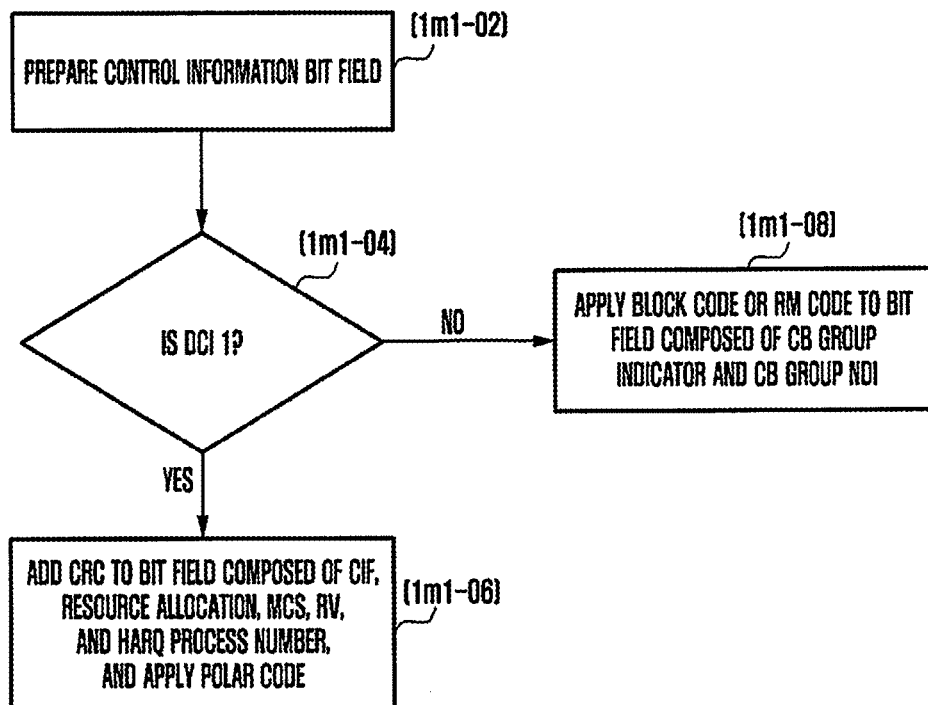 (1m1-02)
PREPARE CONTROL INFORMATION BIT FIELD
(1m1-04)
IS DCI 1?
NO
(1m1-08)
APPLY BLOCK CODE OR RM CODE TO BIT
FIELD COMPOSED OF CB GROUP
INDICATOR AND CB GROUP NDI
YES
ADD CRC TO BIT FIELD COMPOSED OF CIF,
RESOURCE ALLOCATION, MCS, RV,
AND HARQ PROCESS NUMBER,
AND APPLY POLAR CODE
(1m1-06)